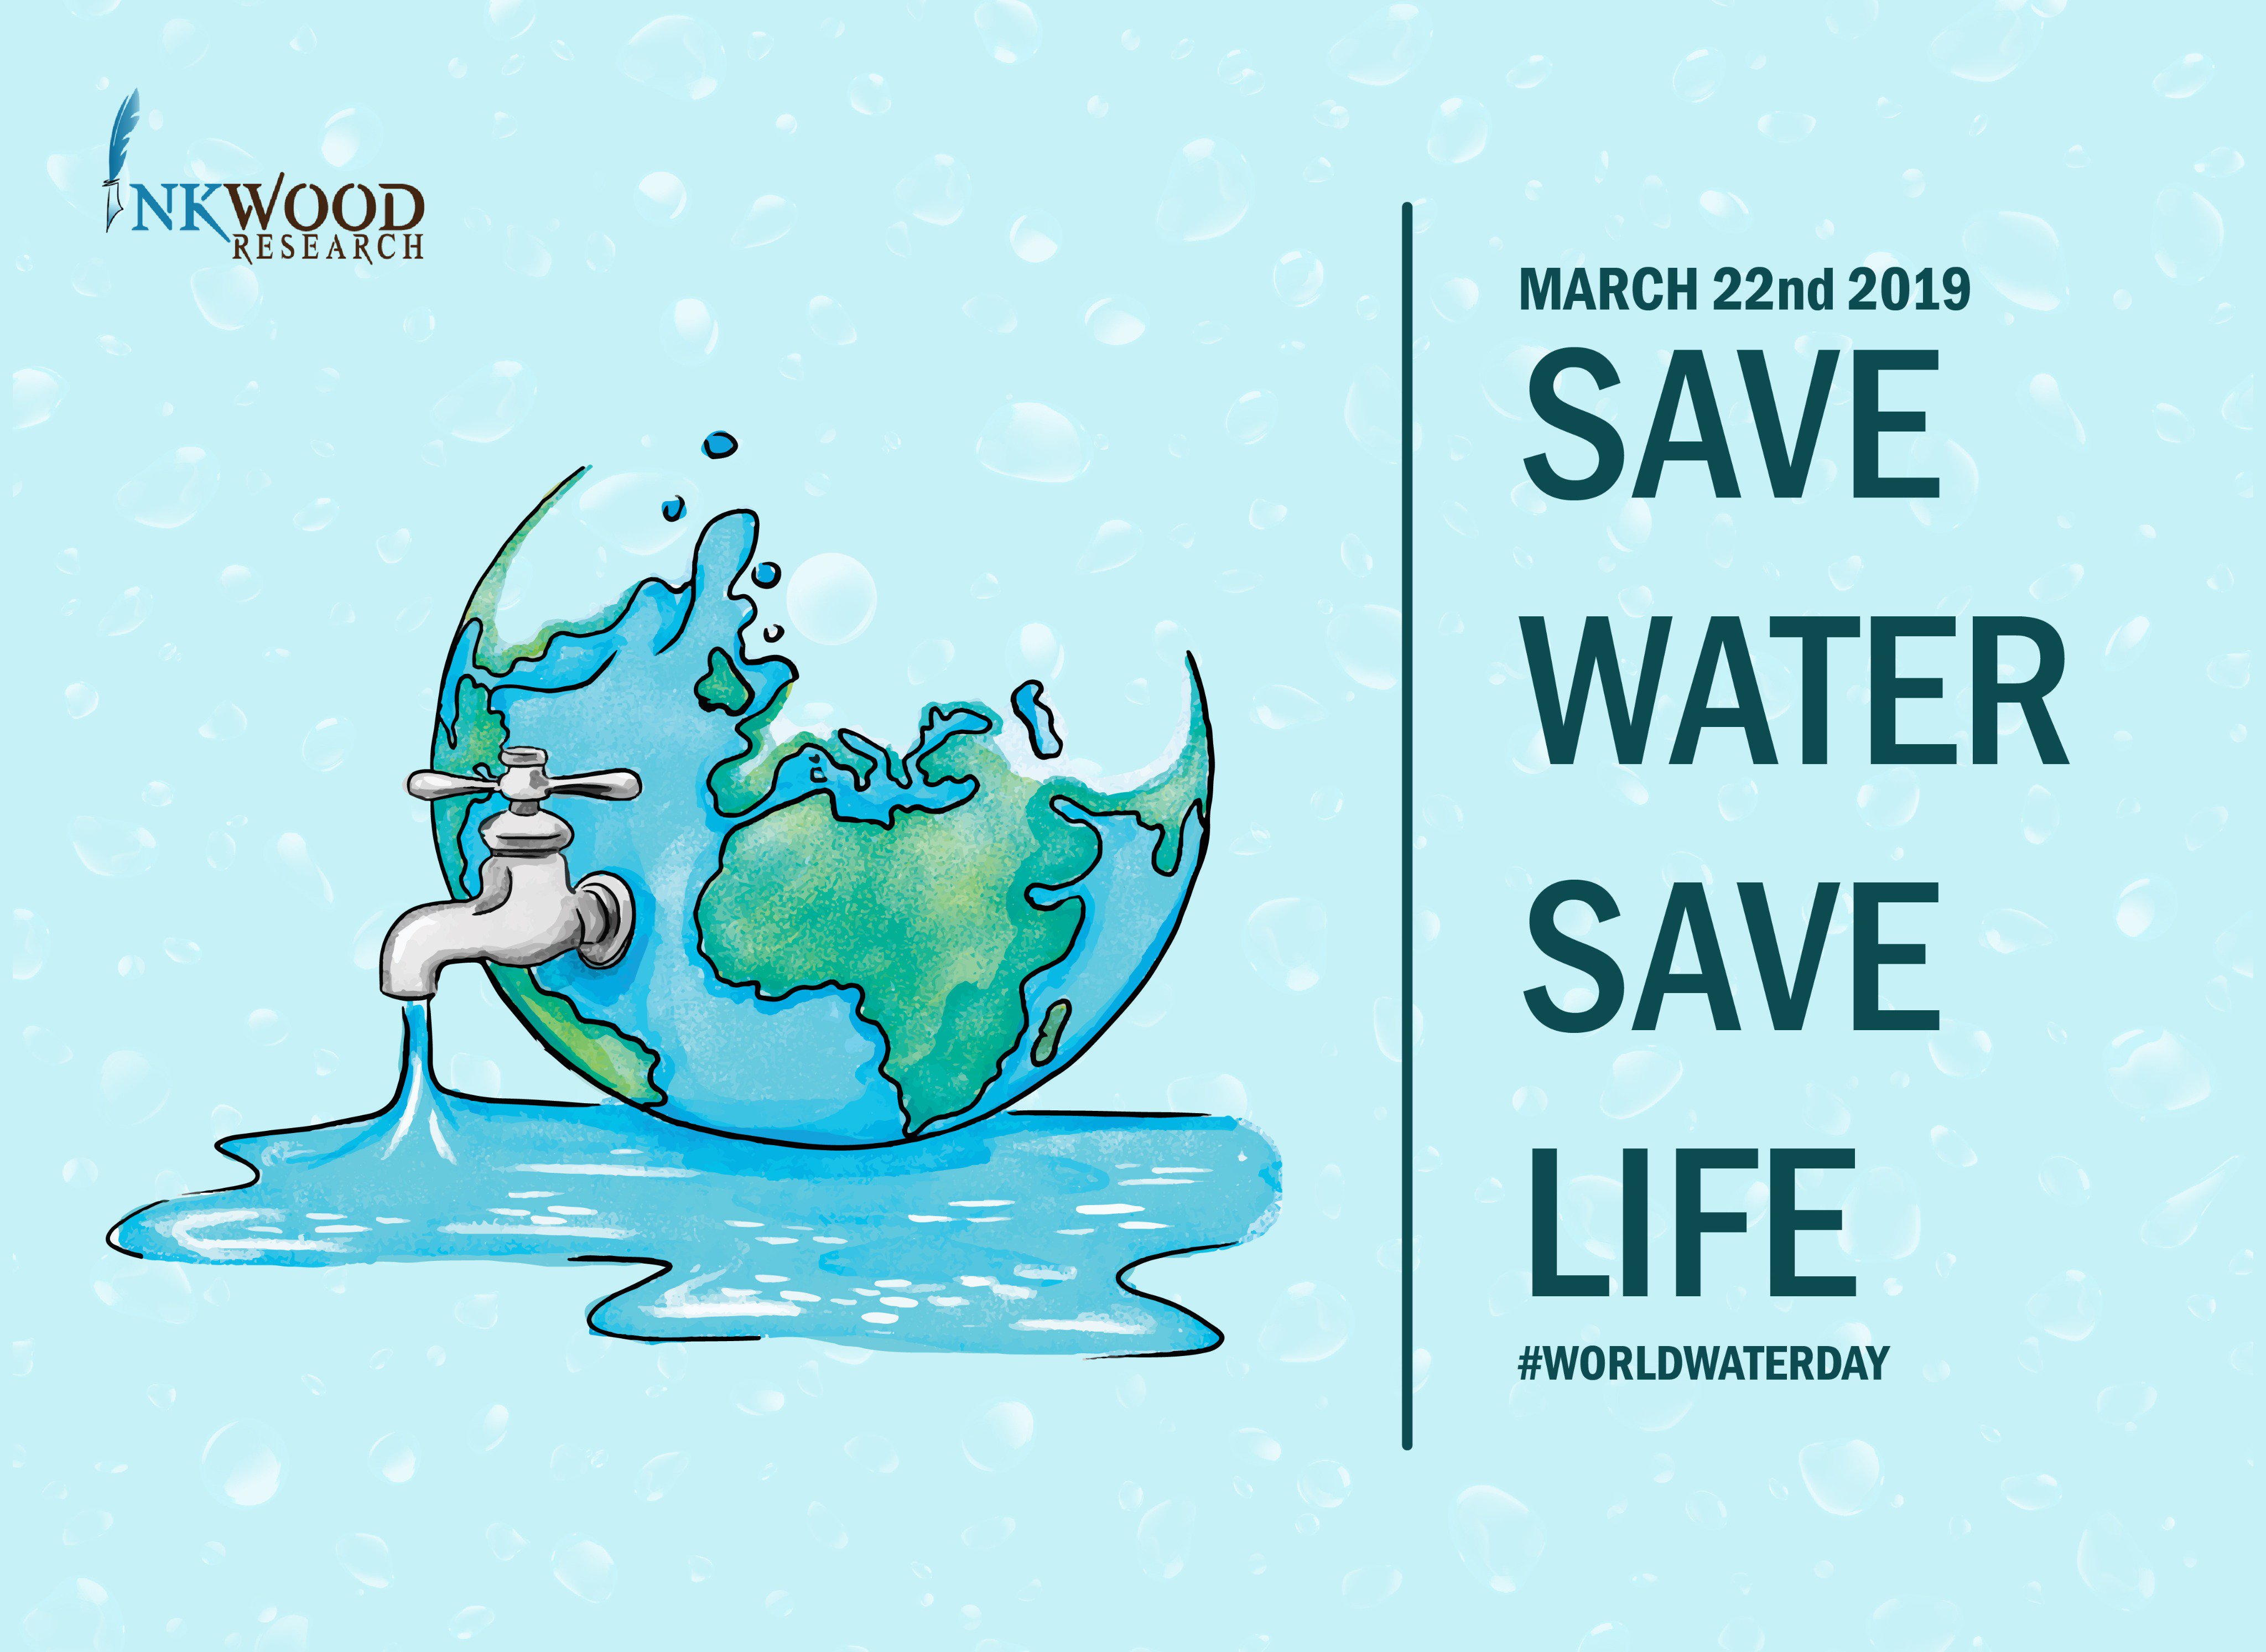 INKWOOD
RESEARCH
MARCH 22nd 2019
SAVE
WATER
SAVE
LIFE
#WORLDWATERDAY